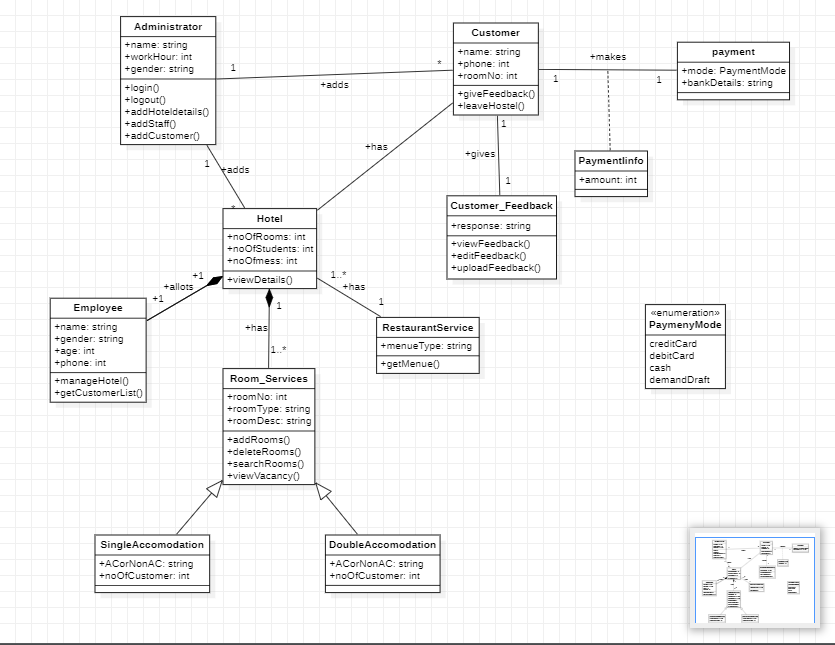 Administrator
+name: string
+workHour: int
+gender: string
+login()
+logout()
+addHoteldetails()
+addStaff()
+addCustomer()
1
*
+adds
Customer
+name: string
+phone: int
+roomNo: int
+giveFeedback()
+leaveHostel()
+makes
1
1
payment
+mode: PaymentMode
+bankDetails: string
PaymentIinfo
+amount: int
1
+adds
*
+has
1
+gives
1
Customer_Feedback
+response: string
+viewFeedback()
+editFeedback()
+uploadFeedback()
Hotel
+noOfRooms: int
+noOfStudents: int
+noOfmess: int
+viewDetails()
+1
+allots
+1
1..*
+has
1
Employee
+name: string
+gender: string
+age: int
+phone: int
+manageHotel()
+getCustomerList()
1
+has
1..*
RestaurantService
+menueType: string
+getMenue()
«enumeration»
PaymenyMode
creditCard
debitCard
cash
demandDraft
Room_Services
+roomNo: int
+roomType: string
+roomDesc: string
+addRooms()
+deleteRooms()
+searchRooms()
+viewVacancy()
SingleAccomodation
+ACorNonAC: string
+noOfCustomer: int
DoubleAccomodation
+ACorNonAC: string
+noOfCustomer: int